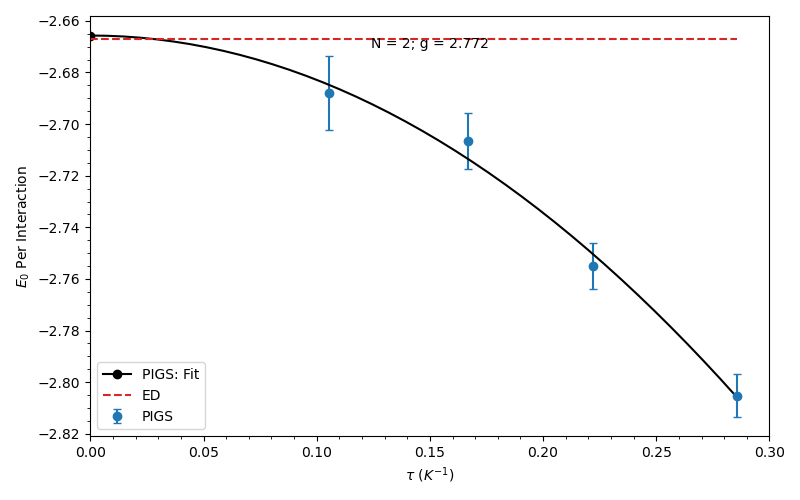 −2.66
−2.68
−2.70
−2.72
−2.74
−2.76
−2.78
−2.80
−2.82
E₀ Per Interaction
N = 2; g = 2.772
PIGS: Fit
ED
PIGS
0.00 0.05 0.10 0.15 0.20 0.25 0.30
τ (K⁻¹)